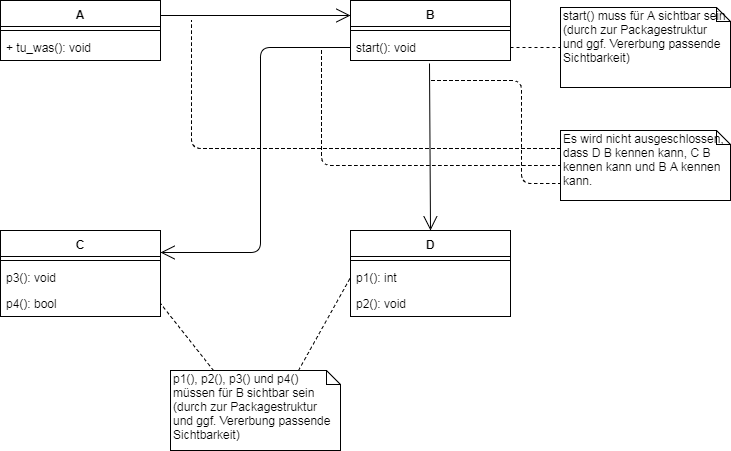 A
+ tu_was(): void
B
start(): void
start() muss für A sichtbar sein
(durch zur Packagestruktur
und ggf. Vererbung passende
Sichtbarkeit)
Es wird nicht ausgeschlossen,
dass D B kennen kann, C B
kennen kann und B A kennen
kann.
C
p3(): void
p4(): bool
D
p1(): int
p2(): void
p1(), p2(), p3() und p4()
müssen für B sichtbar sein
(durch zur Packagestruktur
und ggf. Vererbung passende
Sichtbarkeit)